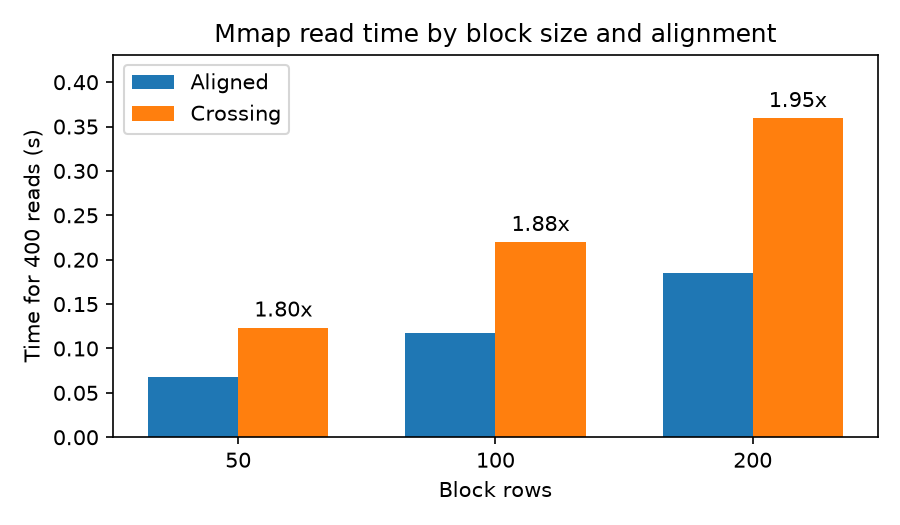 Mmap read time by block size and alignment
Aligned
Crossing
Time for 400 reads (s)
0.40
0.35
0.30
0.25
0.20
0.15
0.10
0.05
0.00
1.80x
1.88x
1.95x
50
100
200
Block rows